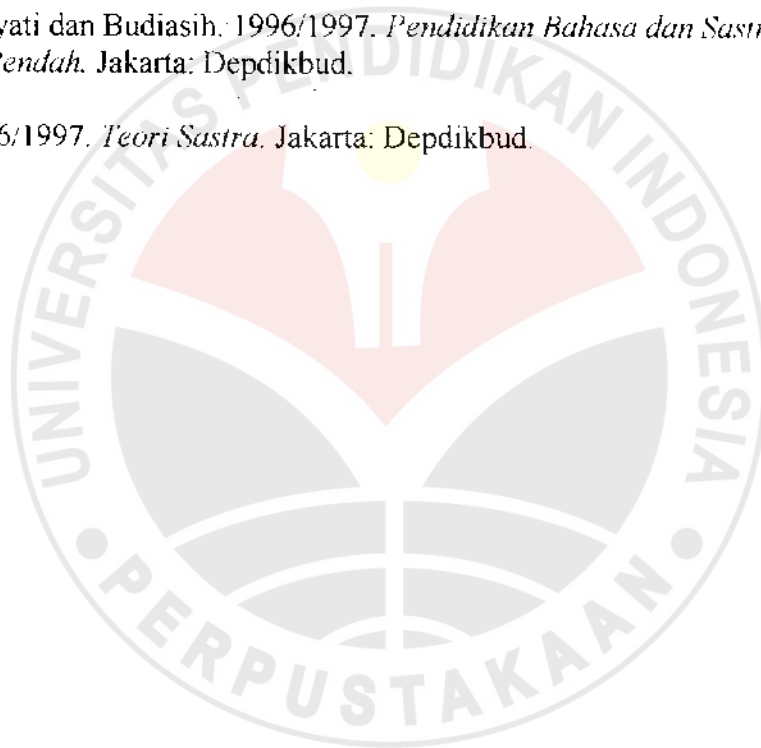 yati dan Budiasih. 1996/1997. Pendidikan Bahasa dan Sastr
Rendah. Jakarta: Depdikbud.
6/1997. Teori Sastra. Jakarta: Depdikbud.
UNIVERSITAS PENDIDIKAN INDONESIA
PERPUSTAKAAN